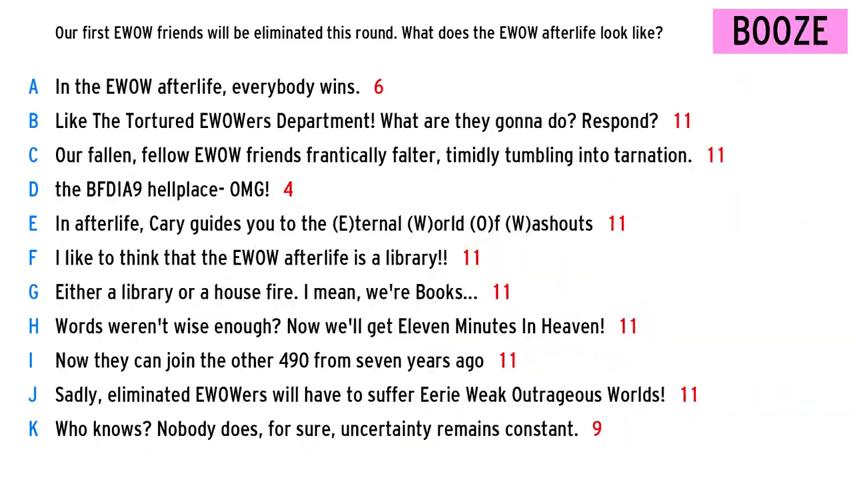 Our first EWOW friends will be eliminated this round. What does the EWOW afterlife look like?
BOOZE
A In the EWOW afterlife, everybody wins. 6
B Like The Tortured EWOWers Department! What are they gonna do? Respond? 11
C Our fallen, fellow EWOW friends frantically falter, timidly tumbling into tarnation. 11
D the BFDIA9 hellplace- OMG! 4
E In afterlife, Cary guides you to the (E)ternal (W)orld (O)f (W)ashouts 11
F I like to think that the EWOW afterlife is a library!! 11
G Either a library or a house fire. I mean, we're Books... 11
H Words weren't wise enough? Now we'll get Eleven Minutes In Heaven! 11
I Now they can join the other 490 from seven years ago 11
J Sadly, eliminated EWOWers will have to suffer Eerie Weak Outrageous Worlds! 11
K Who knows? Nobody does, for sure, uncertainty remains constant. 9